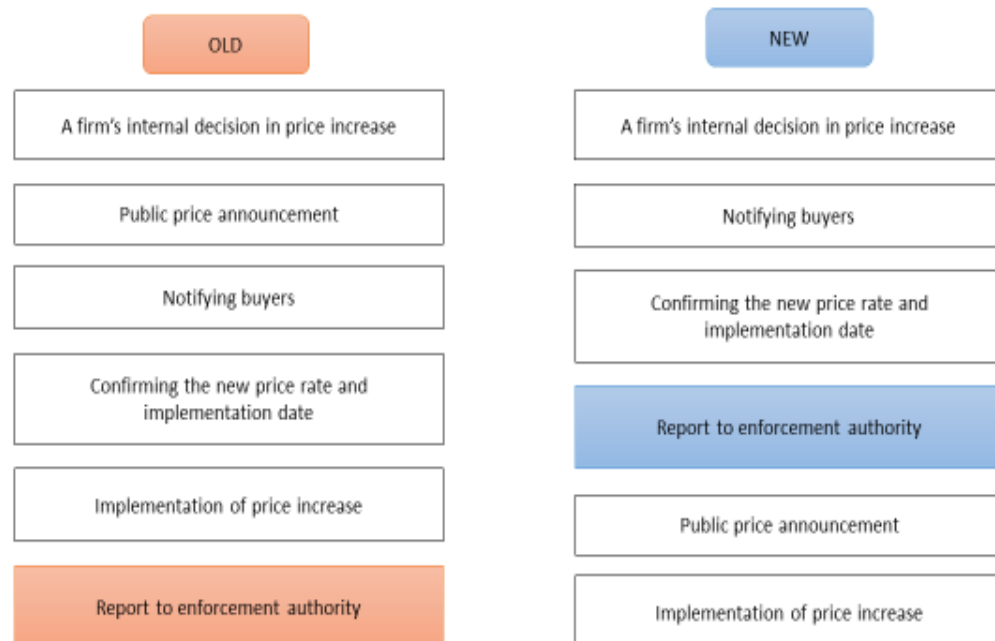 OLD
A firm's internal decision in price increase
Public price announcement
Notifying buyers
Confirming the new price rate and
implementation date
Implementation of price increase
Report to enforcement authority
NEW
A firm's internal decision in price increase
Notifying buyers
Confirming the new price rate and
implementation date
Report to enforcement authority
Public price announcement
Implementation of price increase